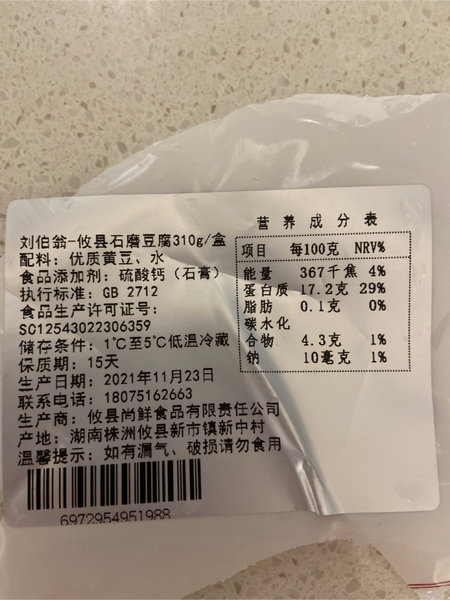 刘伯翁-攸县石磨豆腐310g/盒
配料: 优质黄豆、水
食品添加剂: 硫酸钙（石膏）
执行标准: GB 2712
食品生产许可证号:
SC12543022306359
储存条件: 1℃至5℃低温冷藏
保质期: 15天
生产日期: 2021年11月23日
联系电话: 18075162663
生产商: 攸县尚鲜食品有限责任公司
产地: 湖南株洲攸县新市镇新中村
温馨提示: 如有漏气、破损请勿食用
6972954951988
营养成分表
项目 每100克 NRV%
能量 367千焦 4%
蛋白质 17.2克 29%
脂肪 0.1克 0%
碳水化
合物 4.3克 1%
钠 10毫克 1%